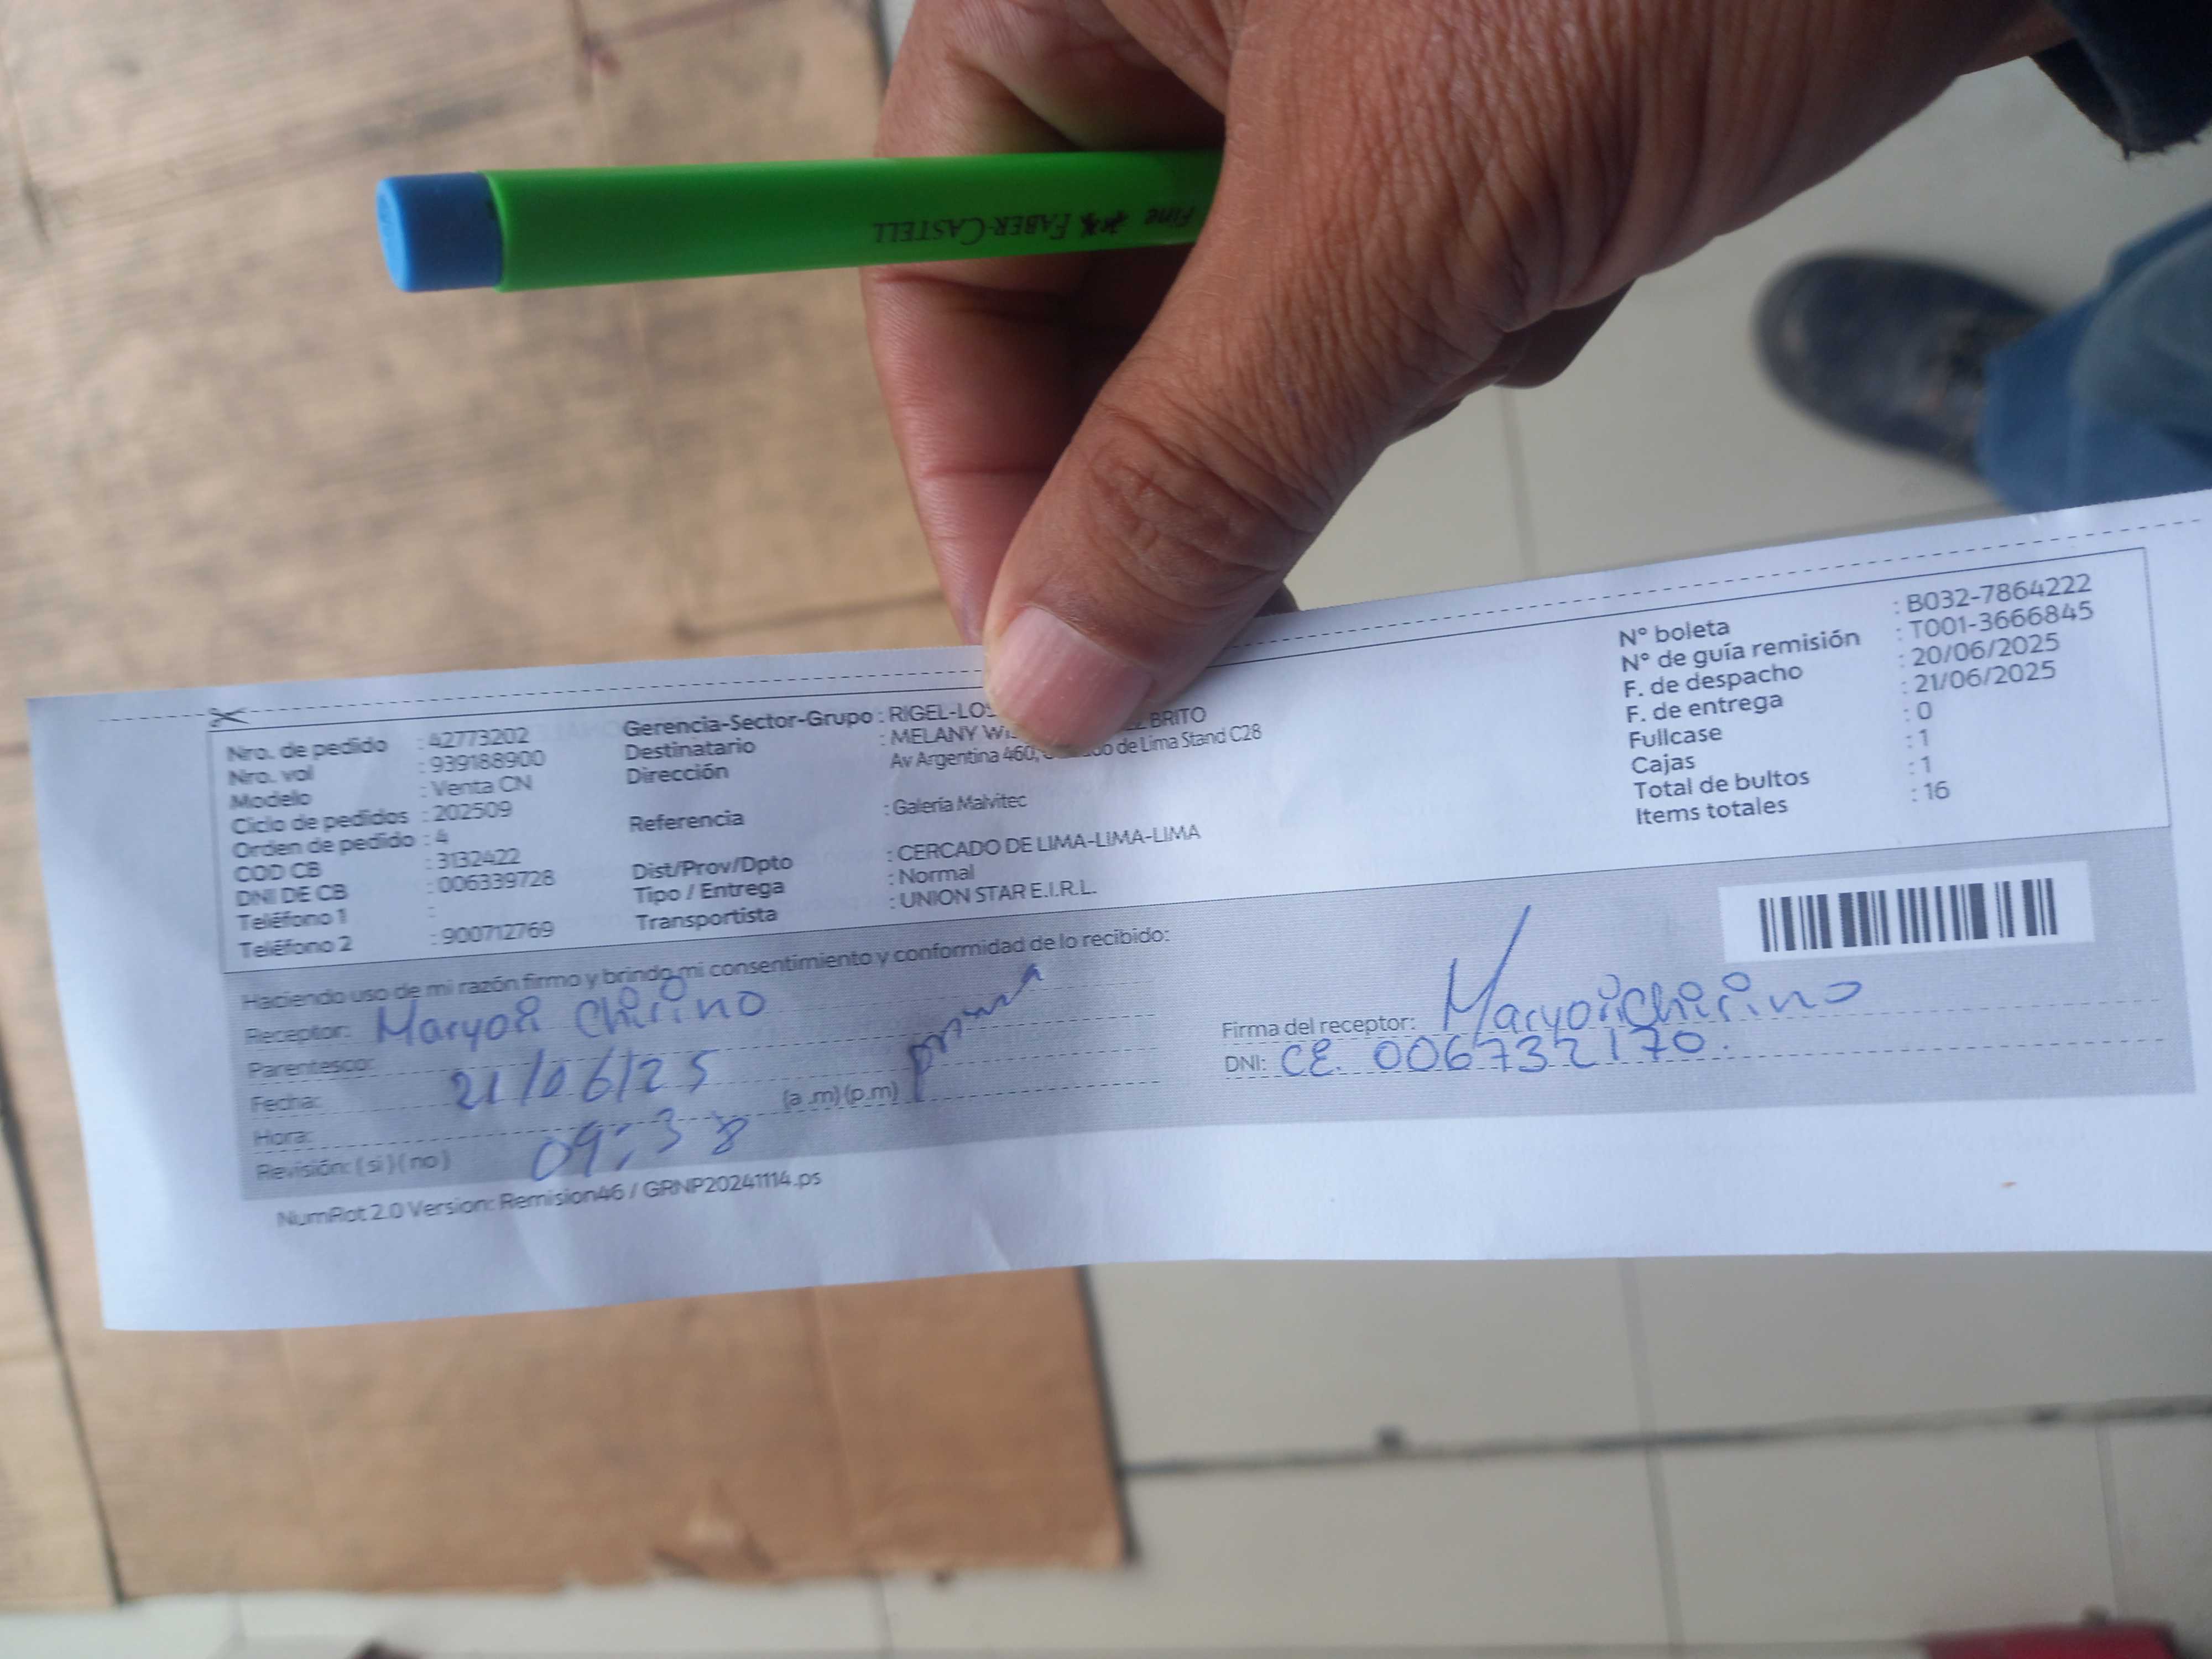 Fine FABER-CASTELL
Nro. de pedido : 42773202
Nro. vol : 939188900
Modelo : Venta CN
Ciclo de pedidos : 202509
Orden de pedido : 4
COD CB : 3132422
DNI DE CB : 006339728
Teléfono 1 :
Teléfono 2 : 900712769
Gerencia-Sector-Grupo : RIGEL-LOS
Destinatario : MELANY BRITO
Dirección : Av Argentina 460, de Lima Stand C28
Referencia : Galería Malvitec
Dist/Prov/Dpto : CERCADO DE LIMA-LIMA-LIMA
Tipo / Entrega : Normal
Transportista : UNION STAR E.I.R.L.
N° boleta : B032-7864222
N° de guía remisión : T001-3666845
F. de despacho : 20/06/2025
F. de entrega : 21/06/2025
Fullcase : 0
Cajas : 1
Total de bultos : 1
Items totales : 16
Haciendo uso de mi razón firmo y brindo mi consentimiento y conformidad de lo recibido:
Receptor: Maryori Chirino
Parentesco: prima
Fecha: 21/06/25
Hora: 09:38 (a .m) (p.m)
Revisión: ( si ) ( no )
Firma del receptor: Maryori Chirino
DNI: CE. 006732170.
NumRot 2.0 Version: Remision46 / GRNP20241114.ps